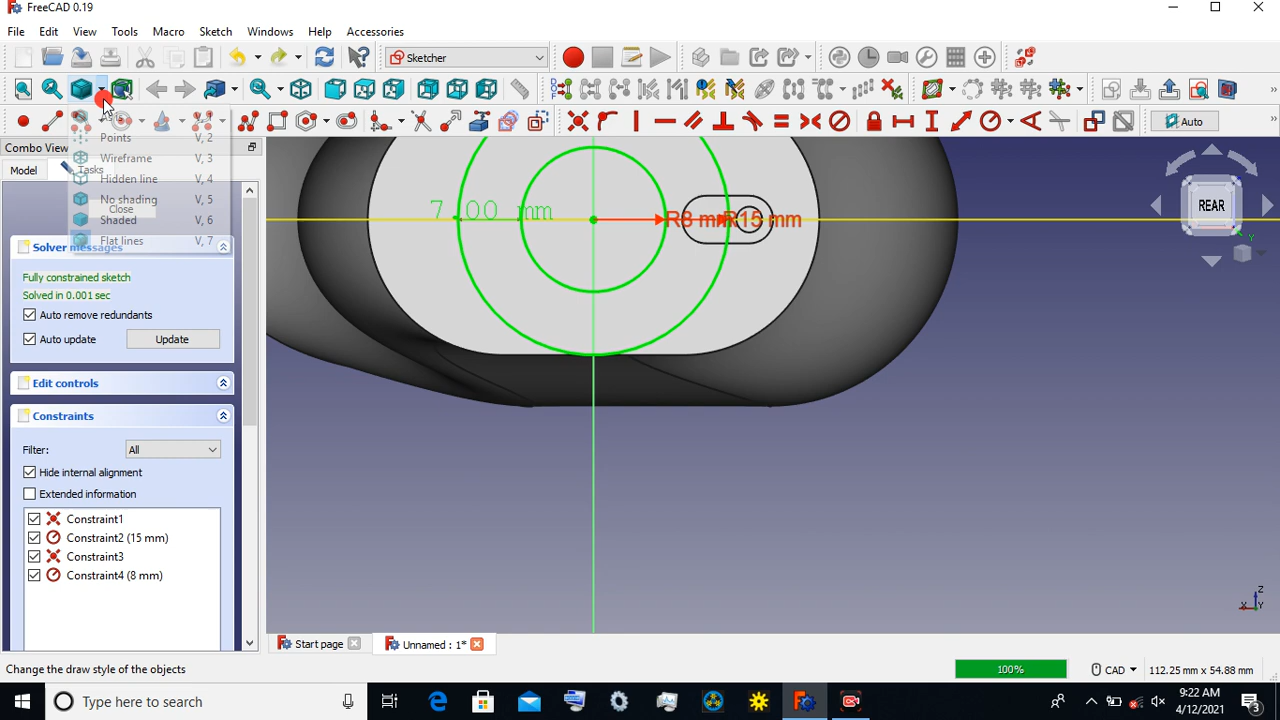 FreeCAD 0.19
File Edit View Tools Macro Sketch Windows Help Accessories
Sketcher
Auto
Combo View
Points V, 2
Wireframe V, 3
Hidden line V, 4
No shading V, 5
Shaded V, 6
Flat lines V, 7
Model Tasks
Close
Solver messages
Fully constrained sketch
Solved in 0.001 sec
Auto remove redundants
Auto update Update
Edit controls
Constraints
Filter: All
Hide internal alignment
Extended information
Constraint1
Constraint2 (15 mm)
Constraint3
Constraint4 (8 mm)
7.00 mm
R15 mm
REAR
Y
Z
X Y
Start page Unnamed : 1*
Change the draw style of the objects 100% CAD 112.25 mm x 54.88 mm
Type here to search
9:22 AM
4/12/2021
3